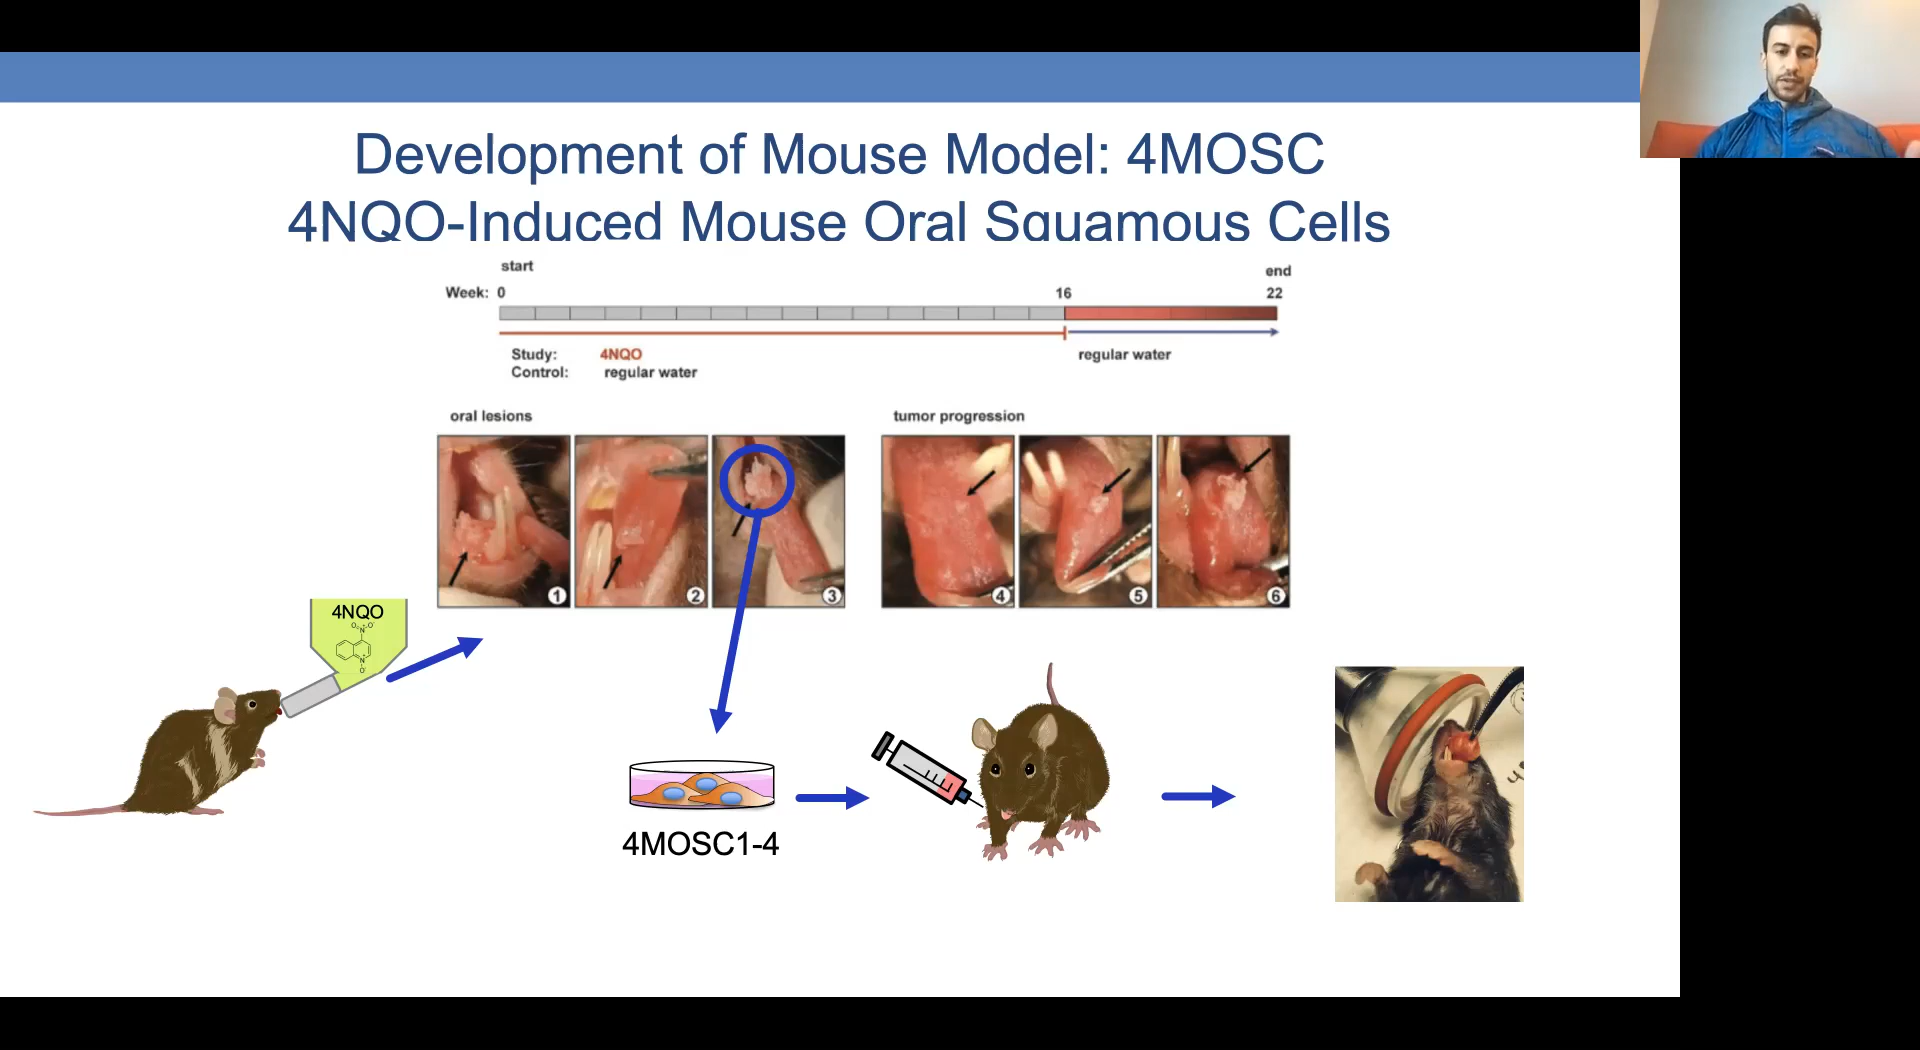 Development of Mouse Model: 4MOSC
4NQO-Induced Mouse Oral Squamous Cells
start
end
Week: 0
16
22
Study: 4NQO
Control: regular water
regular water
oral lesions
tumor progression
1
2
3
4
5
6
4NQO
4MOSC1-4